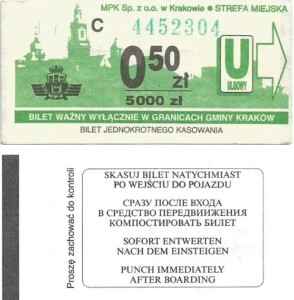 MPK Sp. z o.o. w Krakowie • STREFA MIEJSKA
C 4452304
0,50 zł
5000 zł
U
ULGOWY
BILET WAŻNY WYŁĄCZNIE W GRANICACH GMINY KRAKÓW
BILET JEDNOKROTNEGO KASOWANIA
Proszę zachować do kontroli
SKASUJ BILET NATYCHMIAST
PO WEJŚCIU DO POJAZDU
СРАЗУ ПОСЛЕ ВХОДА
В СРЕДСТВО ПЕРЕДВИЖЕНИЯ
КОМПОСТИРОВАТЬ БИЛЕТ
SOFORT ENTWERTEN
NACH DEM EINSTEIGEN
PUNCH IMMEDIATELY
AFTER BOARDING